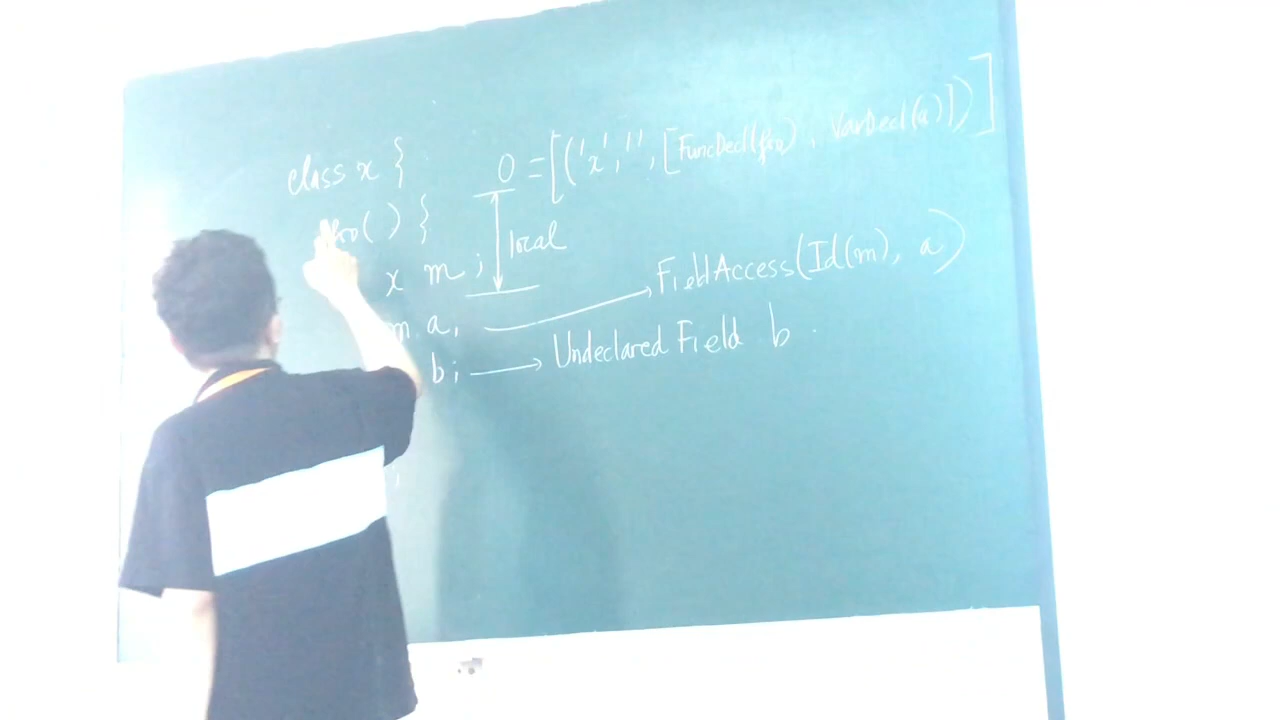 class x {
O = [('x', '', [FuncDecl(foo), VarDecl(a)])]
foo() {
local
x m;
m a,
FieldAccess(Id(m), a)
b;
Undeclared Field b.